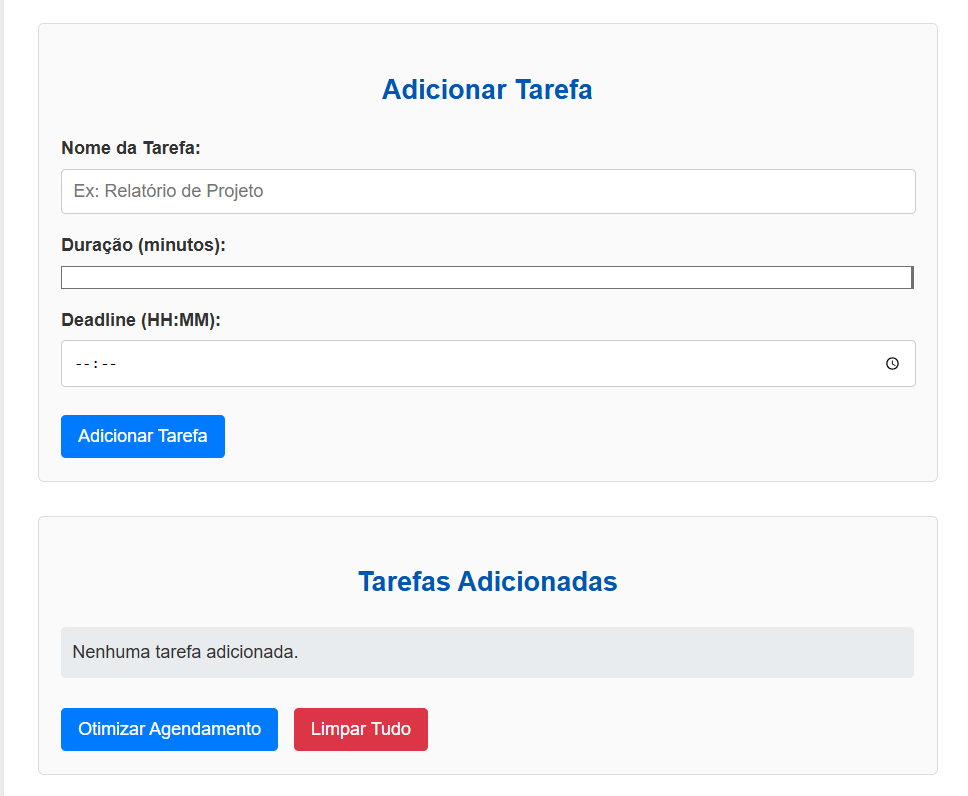 Adicionar Tarefa
Nome da Tarefa:
Ex: Relatório de Projeto
Duração (minutos):
Deadline (HH:MM):
--:--
Adicionar Tarefa
Tarefas Adicionadas
Nenhuma tarefa adicionada.
Otimizar Agendamento Limpar Tudo